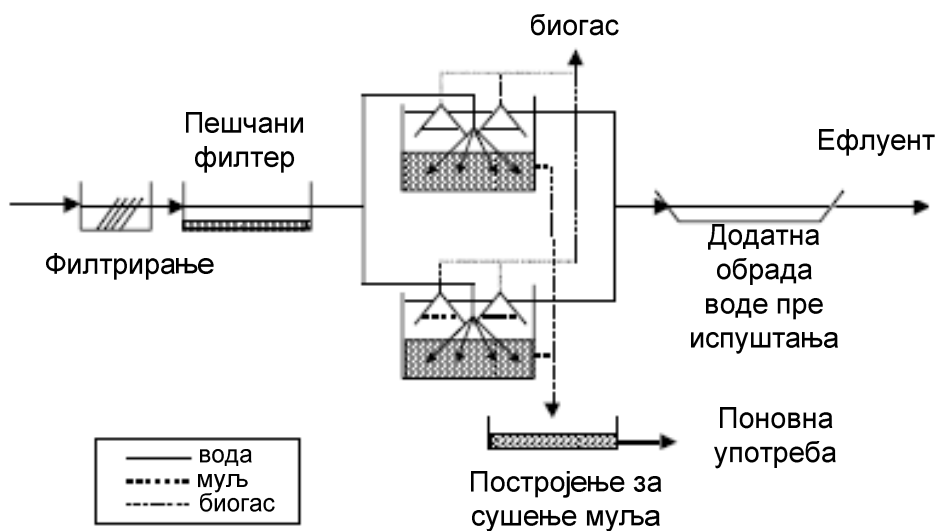 биогас
Пешчани
филтер
Ефлуент
Филтрирање
Додатна
обрада
воде пре
испуштања
Поновна
употреба
вода
муљ
биогас
Постројење за
сушење муља